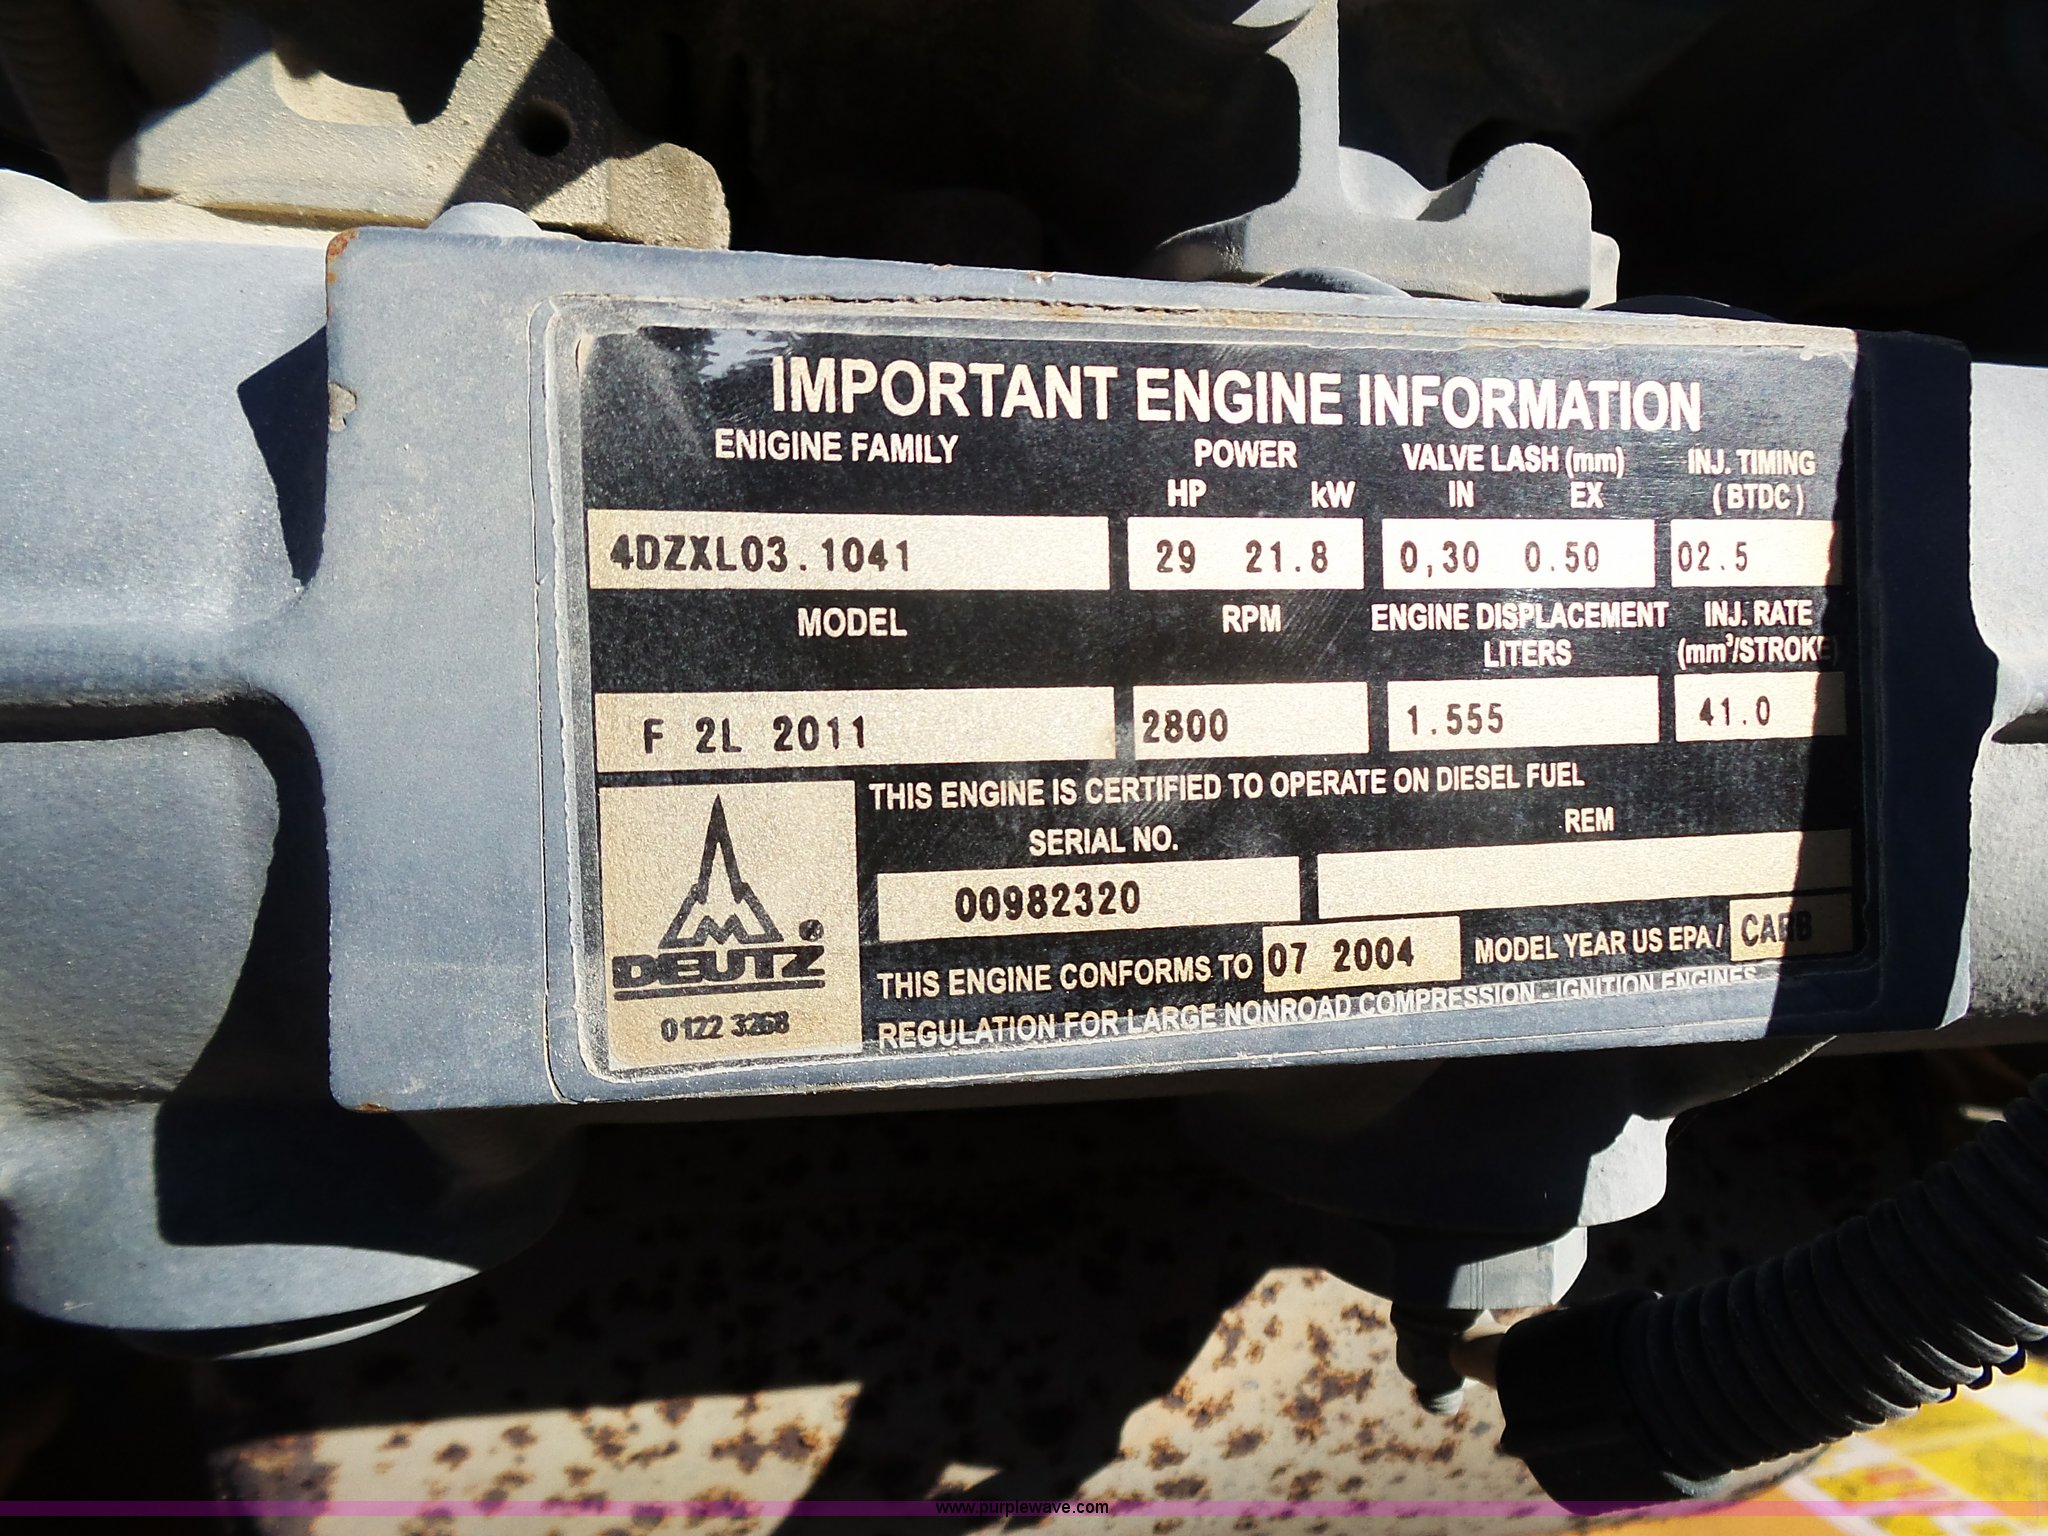 IMPORTANT ENGINE INFORMATION
ENIGINE FAMILY POWER VALVE LASH (mm) INJ. TIMING
HP kW IN EX (BTDC)
4DZXL03.1041 29 21.8 0,30 0.50 02.5
MODEL RPM ENGINE DISPLACEMENT INJ. RATE
LITERS (mm³/STROKE)
F 2L 2011 2800 1.555 41.0
THIS ENGINE IS CERTIFIED TO OPERATE ON DIESEL FUEL
SERIAL NO. REM
00982320
THIS ENGINE CONFORMS TO 07 2004 MODEL YEAR US EPA / CARB
REGULATION FOR LARGE NONROAD COMPRESSION - IGNITION ENGINES
DEUTZ
0122 3268
www.purplewave.com